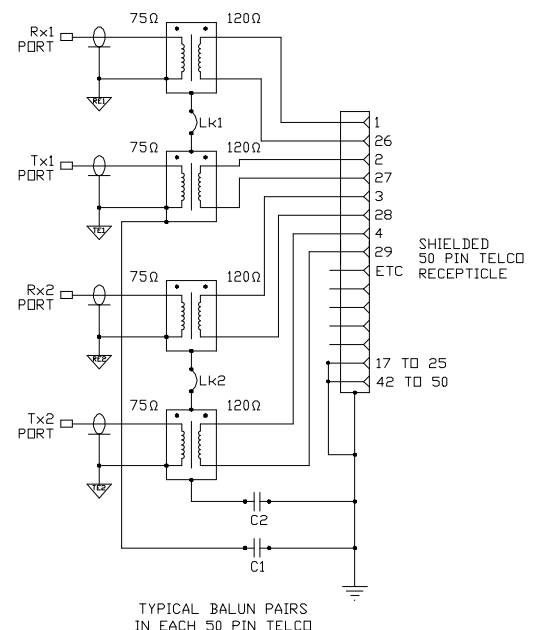 75Ω 120Ω
Rx1
PORT
RE1
1
Lk1
26
75Ω 120Ω
Tx1
PORT
2
27
3
TE1
28
4
29
SHIELDED
50 PIN TELCO
RECEPTICLE
ETC
75Ω 120Ω
Rx2
PORT
RE2
17 TO 25
Lk2
42 TO 50
75Ω 120Ω
Tx2
PORT
TE2
C2
C1
TYPICAL BALUN PAIRS
IN EACH 50 PIN TELCO